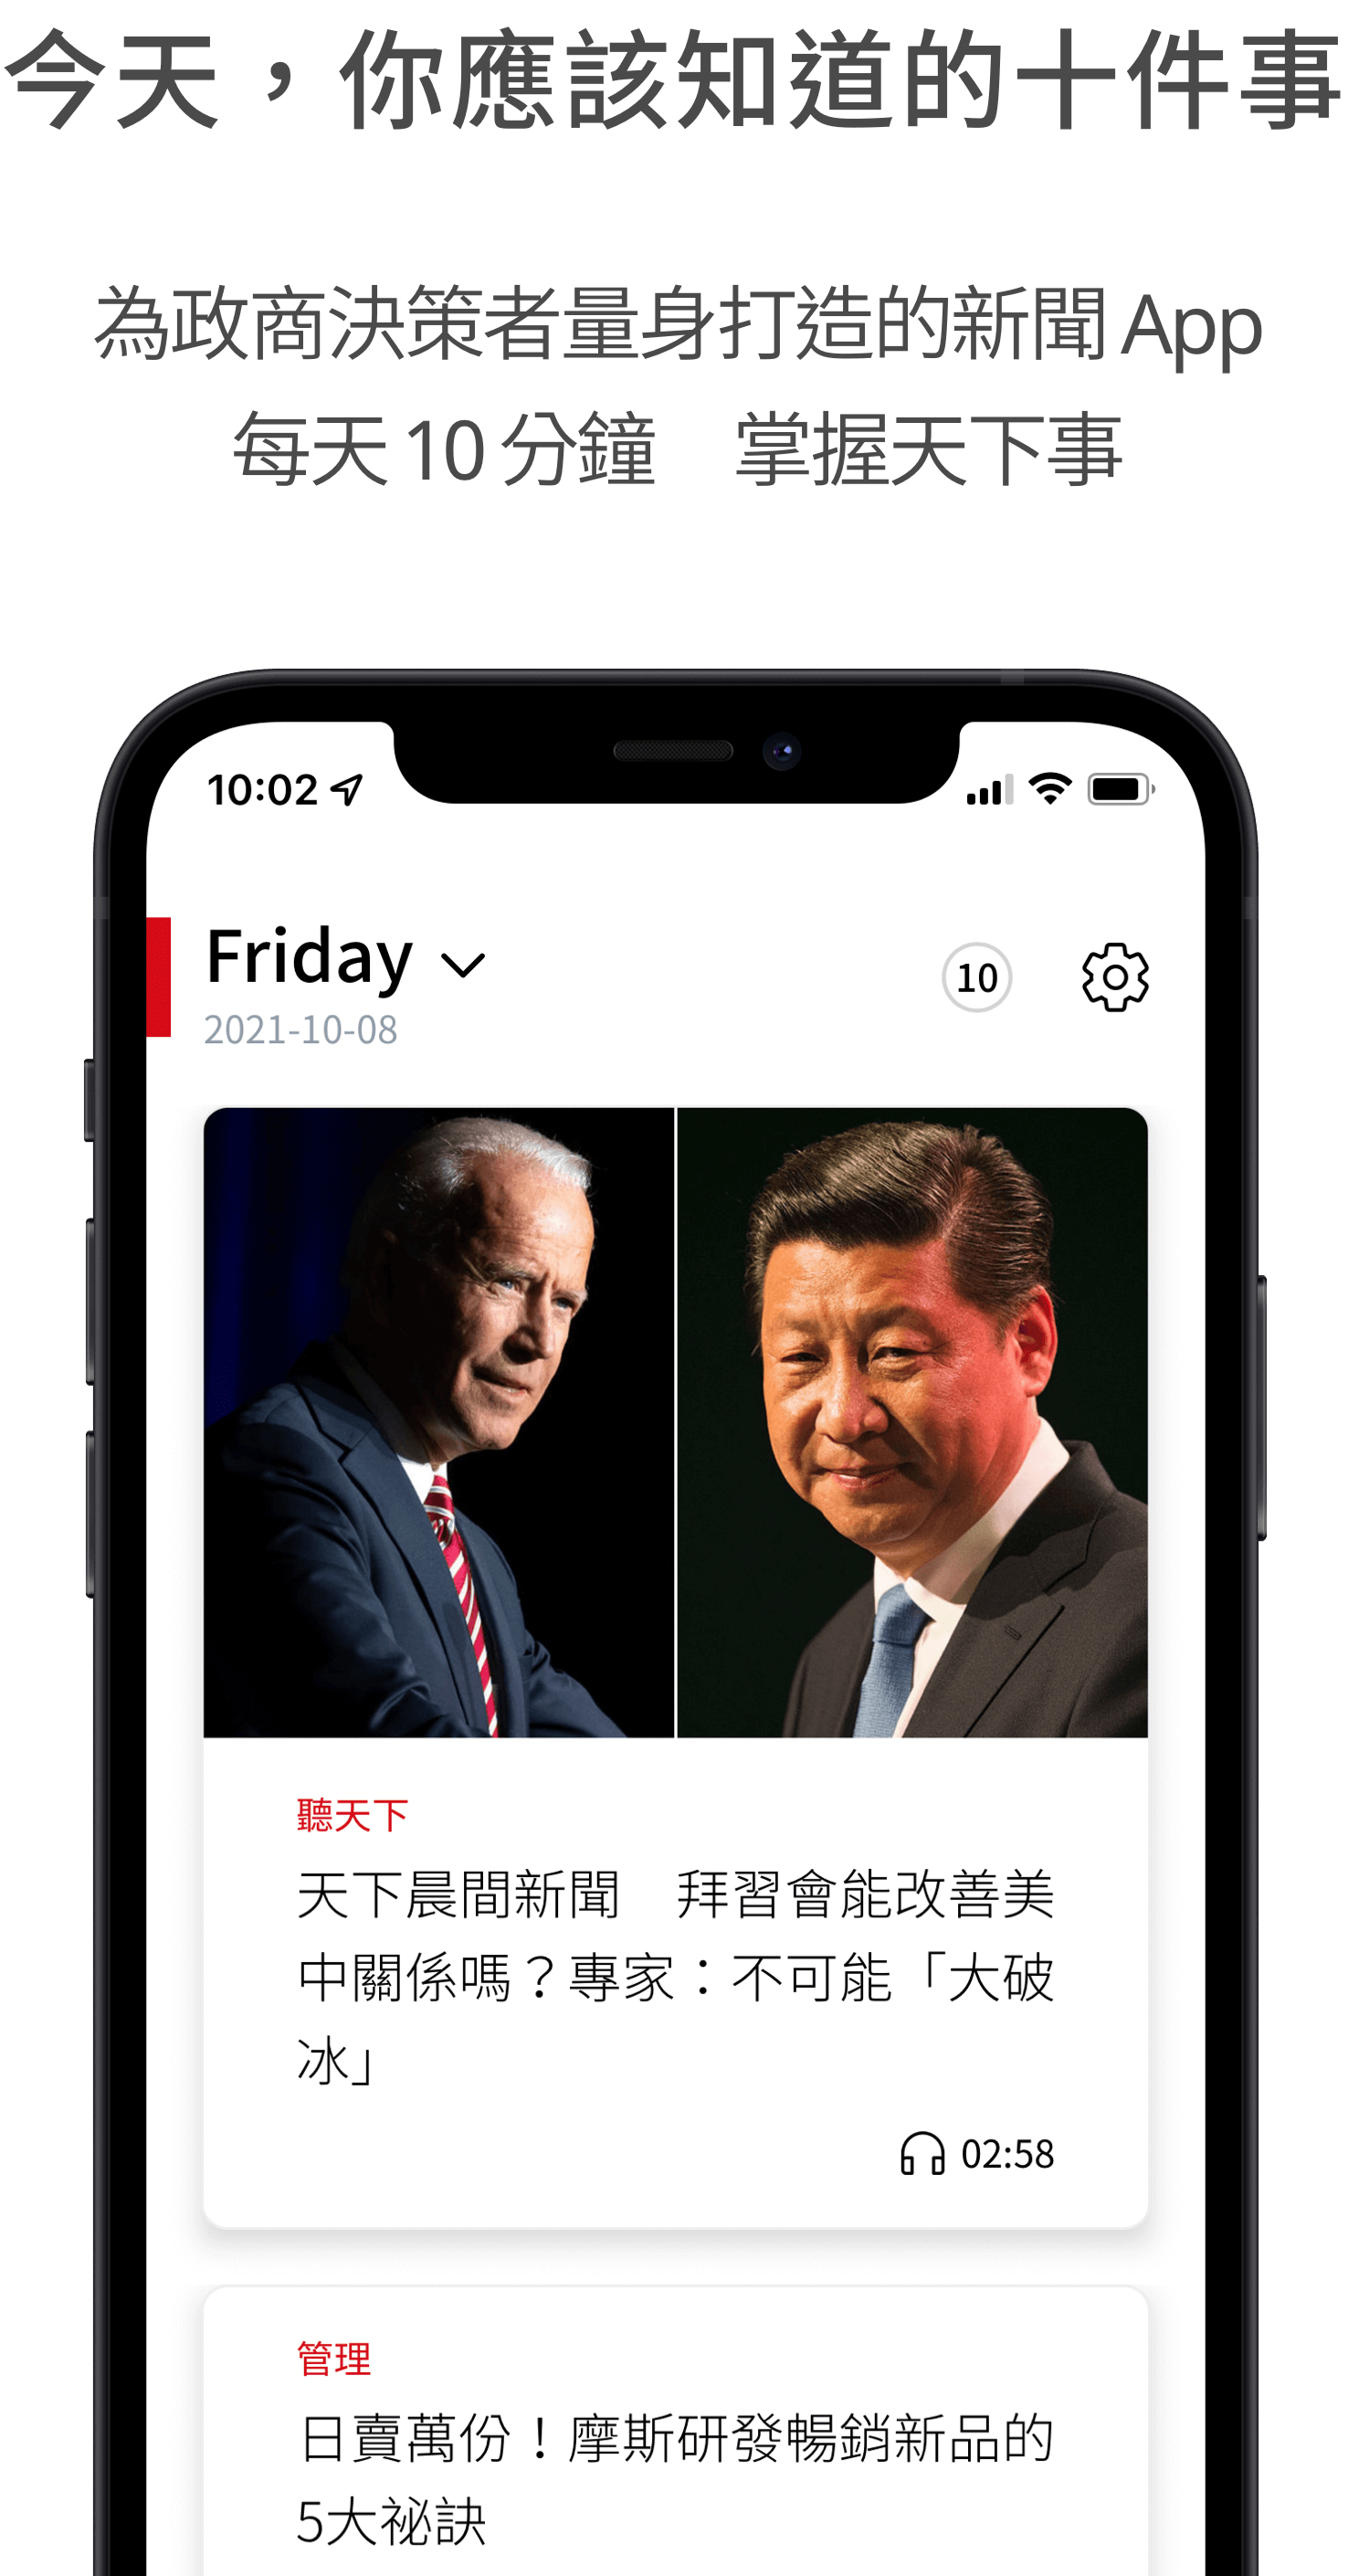 今天，你應該知道的十件事
為政商決策者量身打造的新聞 App
每天 10 分鐘　掌握天下事
10:02
Friday
10
2021-10-08
聽天下
天下晨間新聞　拜習會能改善美
中關係嗎？專家：不可能「大破
冰」
02:58
管理
日賣萬份！摩斯研發暢銷新品的
5大祕訣